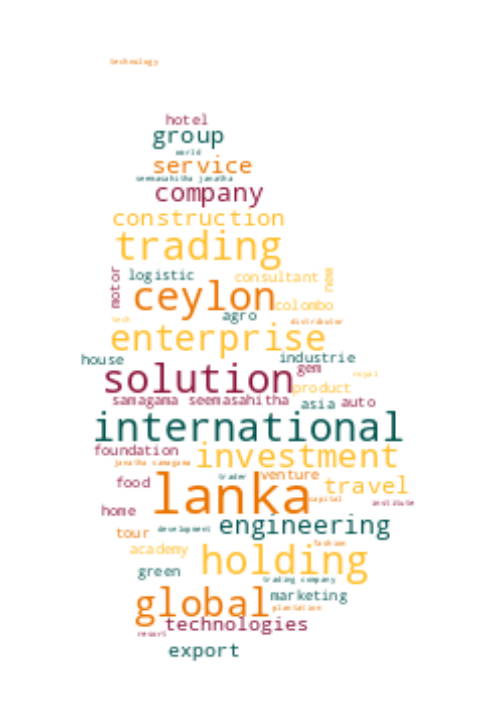 technology
hotel
group
world
service
seemasahitha janatha
company
construction
trading
motor
logistic
consultant
new
ceylon
colombo
agro
tech
distributor
enterprise
house
industrie
solution
gem
royal
product
samagama seemasahitha
asia
auto
international
foundation
investment
janatha samagama
trader
venture
food
lanka
travel
capital
institute
home
engineering
tour
development
academy
fashion
holding
green
trading company
global
marketing
plantation
technologies
resort
export